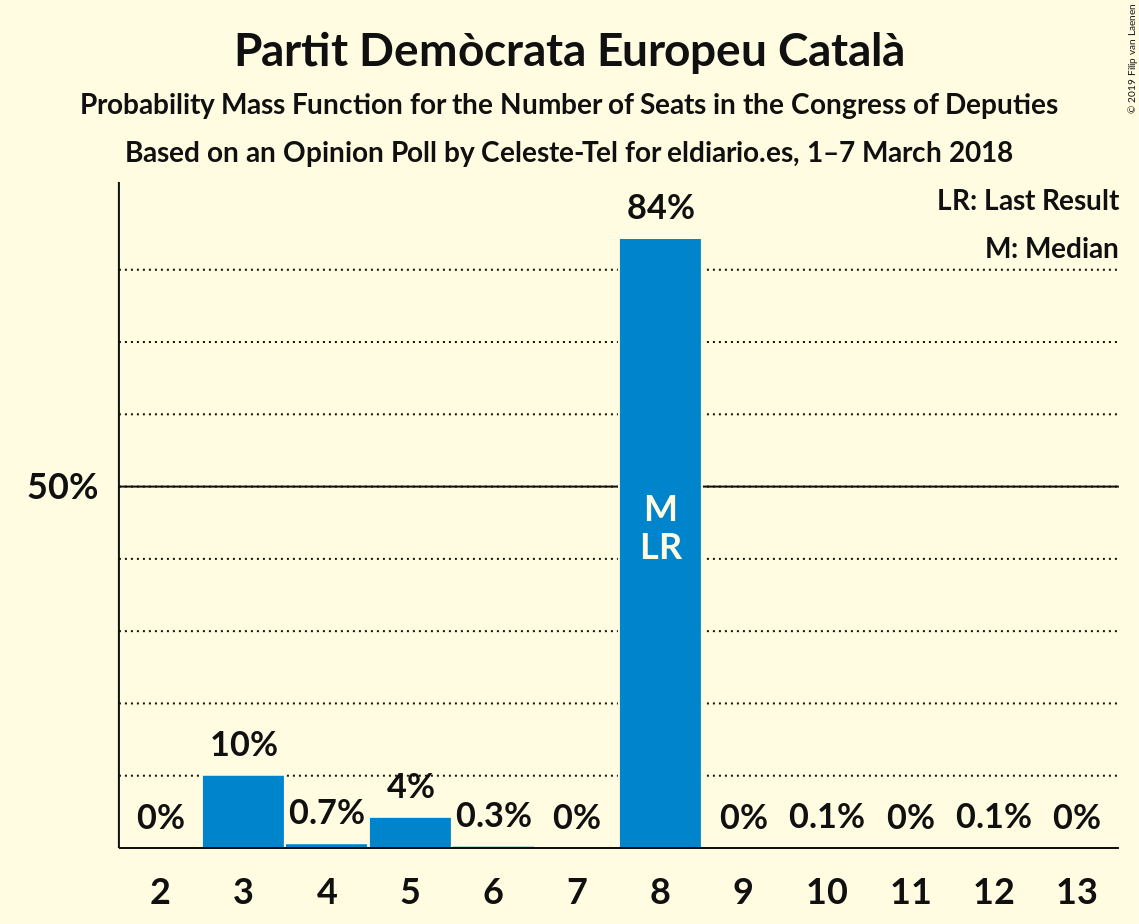 Partit Demòcrata Europeu Català
Probability Mass Function for the Number of Seats in the Congress of Deputies
Based on an Opinion Poll by Celeste-Tel for eldiario.es, 1–7 March 2018
© 2019 Filip van Laenen
LR: Last Result
M: Median
84%
50%
M
LR
10%
4%
0% 0.7% 0.3% 0% 0% 0.1% 0% 0.1% 0%
2 3 4 5 6 7 8 9 10 11 12 13